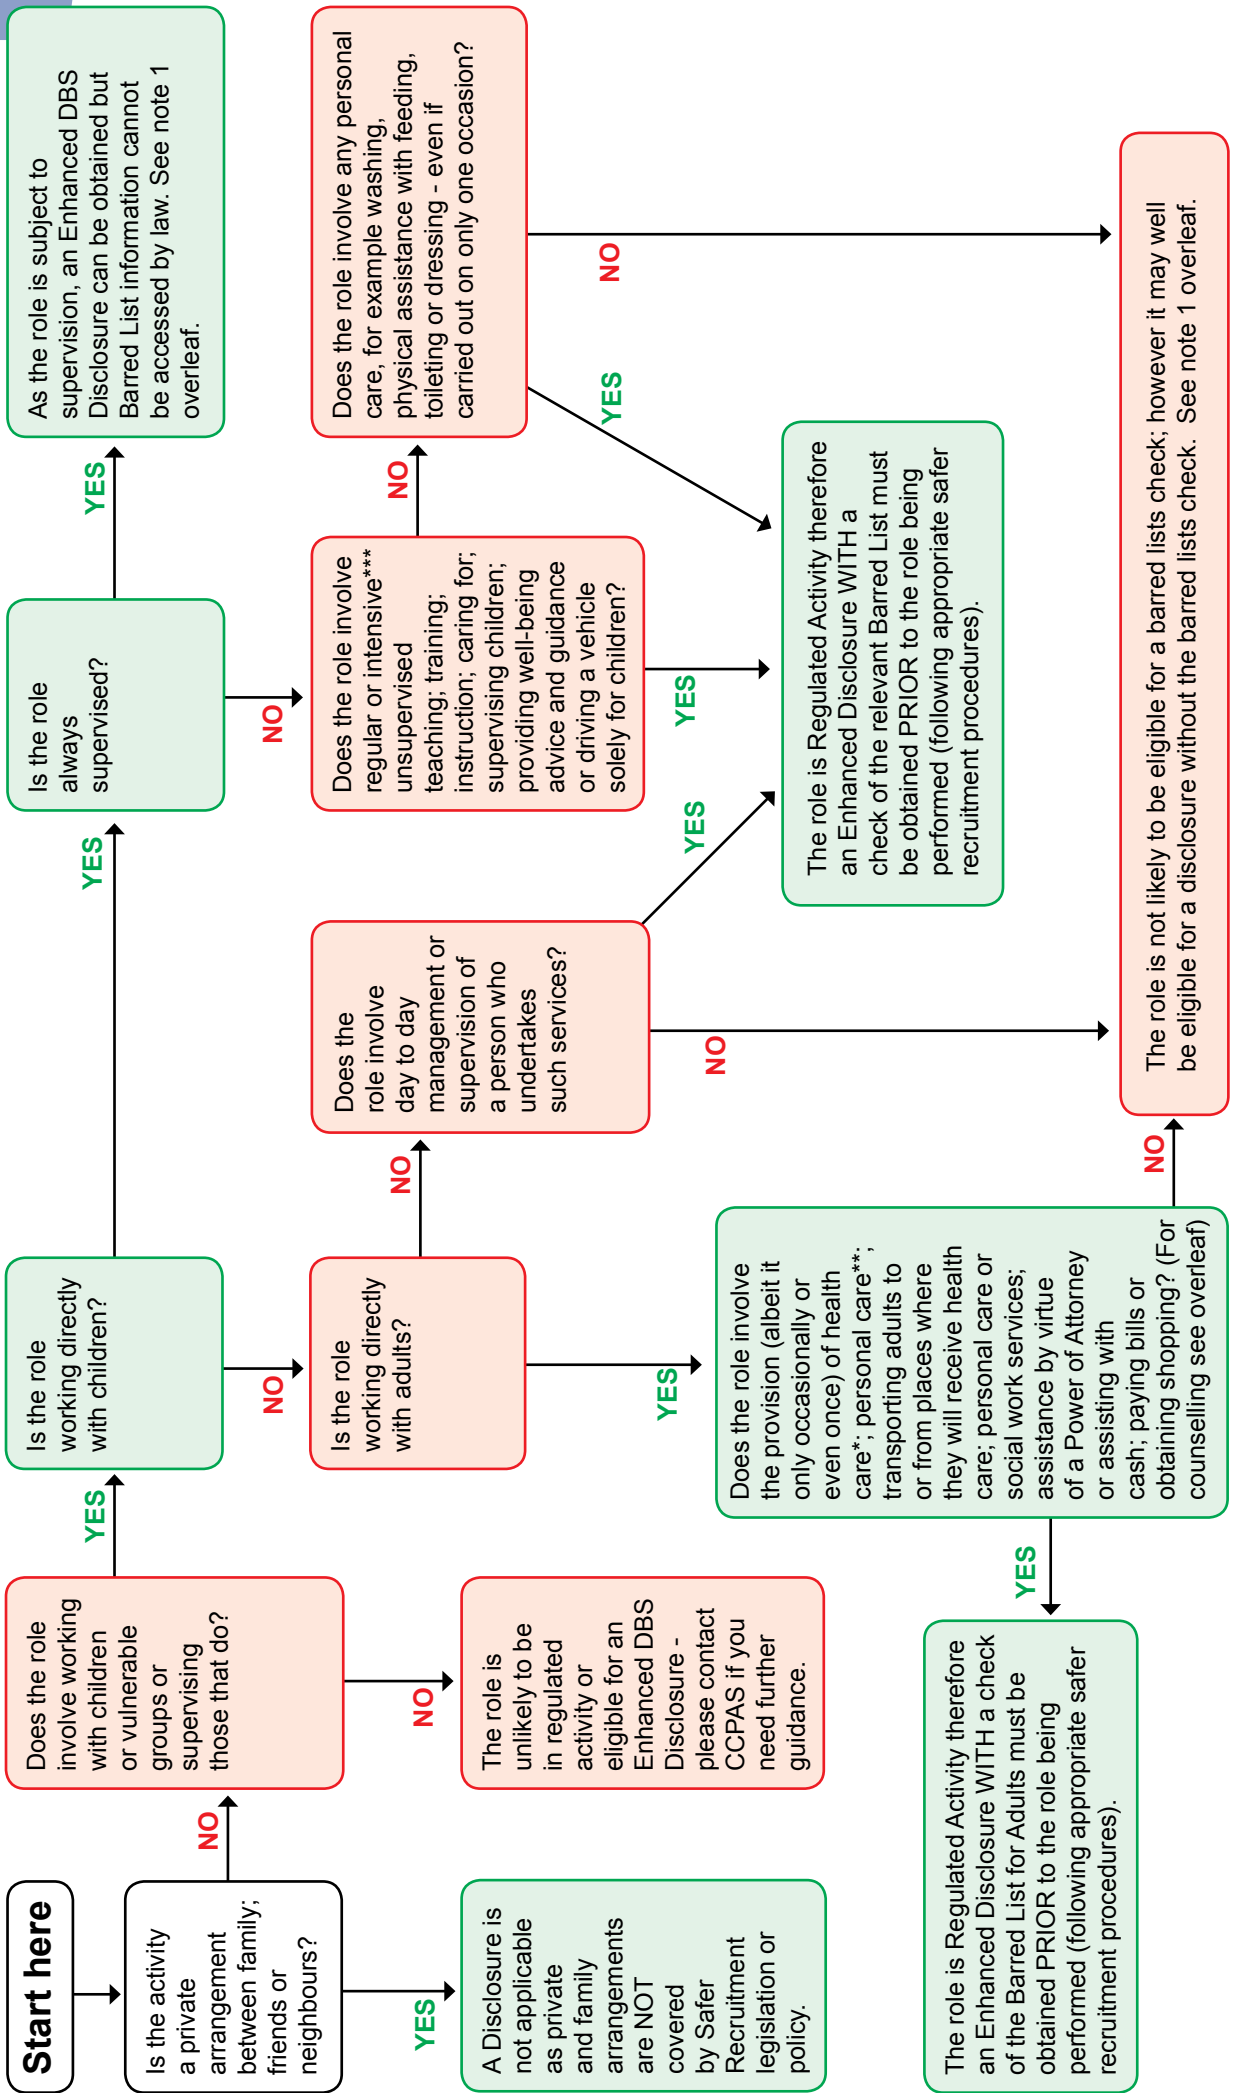 Start here
Is the activity
a private
arrangement
between family;
friends or
neighbours?
YES
A Disclosure is
not applicable
as private
and family
arrangements
are NOT
covered
by Safer
Recruitment
legislation or
policy.
NO
Does the role
involve working
with children
or vulnerable
groups or
supervising
those that do?
NO
The role is
unlikely to be
in regulated
activity or
eligible for an
Enhanced DBS
Disclosure -
please contact
CCPAS if you
need further
guidance.
YES
Is the role
working directly
with children?
YES
Is the role
always
supervised?
YES
As the role is subject to
supervision, an Enhanced DBS
Disclosure can be obtained but
Barred List information cannot
be accessed by law. See note 1
overleaf.
NO
Does the role involve
regular or intensive***
unsupervised
teaching; training;
instruction; caring for;
supervising children;
providing well-being
advice and guidance
or driving a vehicle
solely for children?
NO
Does the role involve any personal
care, for example washing,
physical assistance with feeding,
toileting or dressing - even if
carried out on only one occasion?
NO
YES
YES
NO
Is the role
working directly
with adults?
NO
Does the
role involve
day to day
management or
supervision of
a person who
undertakes
such services?
YES
NO
The role is Regulated Activity therefore
an Enhanced Disclosure WITH a
check of the relevant Barred List must
be obtained PRIOR to the role being
performed (following appropriate safer
recruitment procedures).
YES
Does the role involve
the provision (albeit it
only occasionally or
even once) of health
care*; personal care**;
transporting adults to
or from places where
they will receive health
care; personal care or
social work services;
assistance by virtue
of a Power of Attorney
or assisting with
cash; paying bills or
obtaining shopping? (For
counselling see overleaf)
YES
The role is Regulated Activity therefore
an Enhanced Disclosure WITH a check
of the Barred List for Adults must be
obtained PRIOR to the role being
performed (following appropriate safer
recruitment procedures).
NO
The role is not likely to be eligible for a barred lists check; however it may well
be eligible for a disclosure without the barred lists check. See note 1 overleaf.